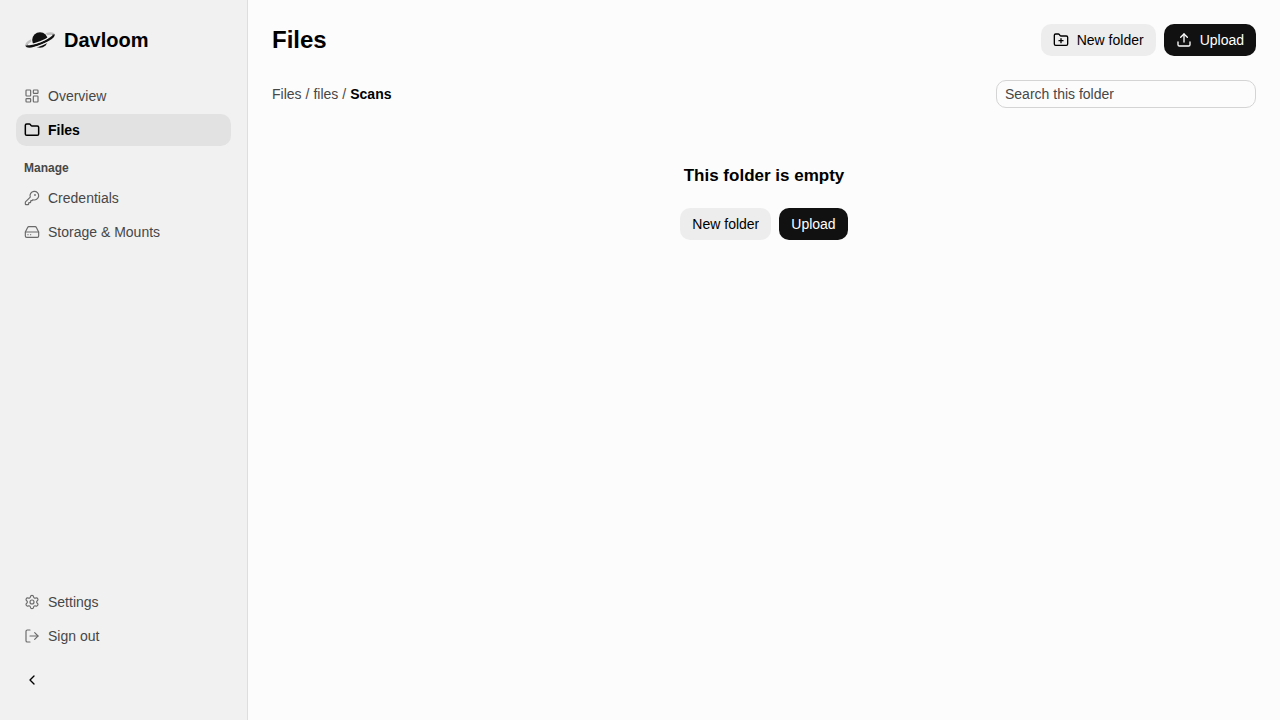 Davloom
Overview
Files
Manage
Credentials
Storage & Mounts
Settings
Sign out
Files
New folder
Upload
Files / files / Scans
Search this folder
This folder is empty
New folder
Upload